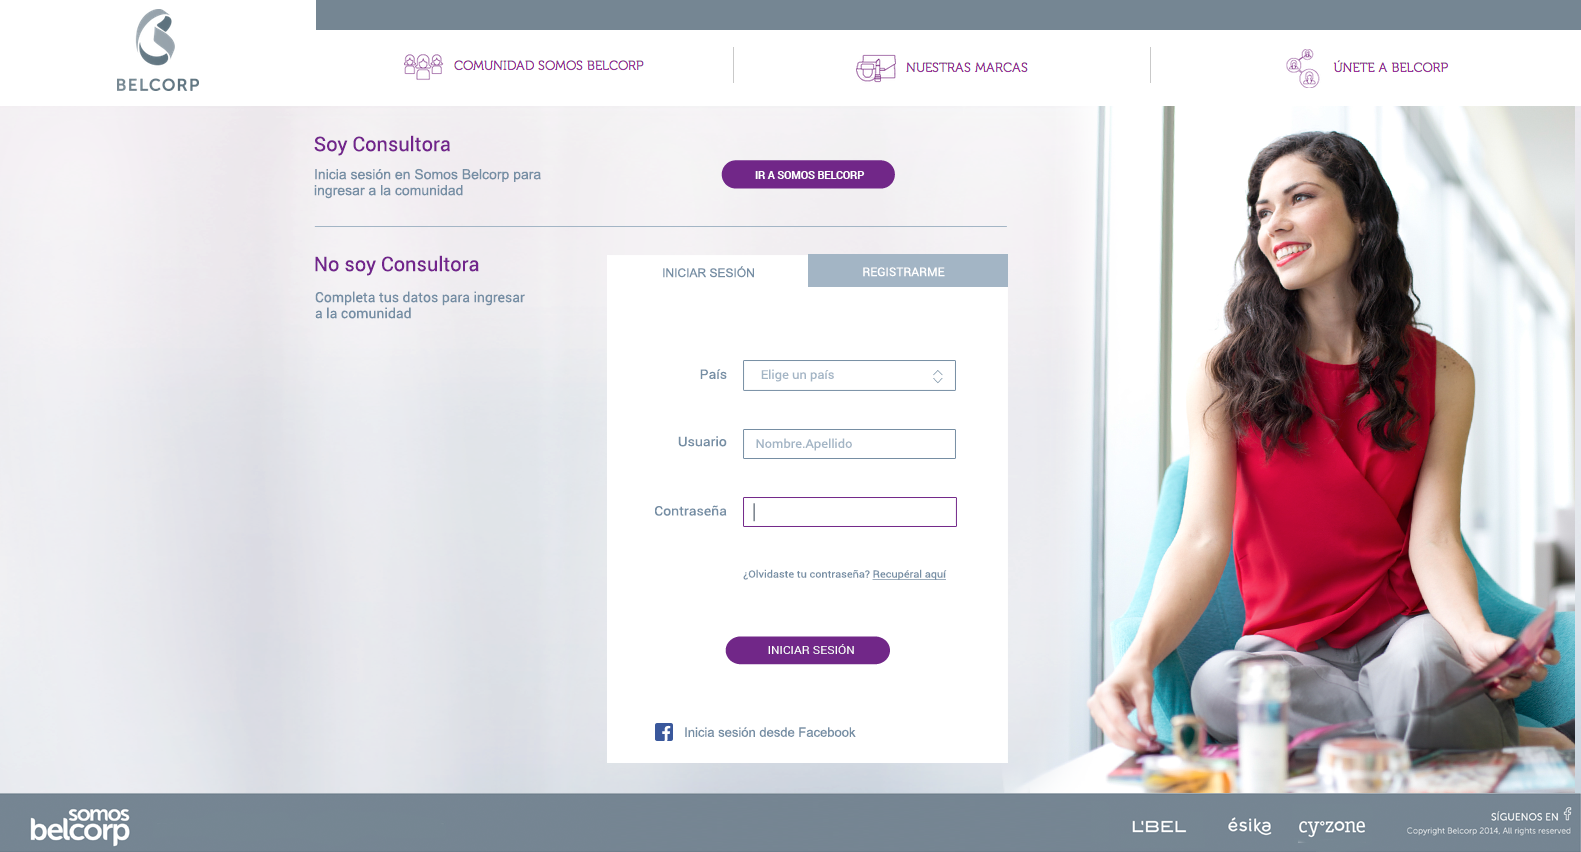 BELCORP
COMUNIDAD SOMOS BELCORP
NUESTRAS MARCAS
ÚNETE A BELCORP
Soy Consultora
Inicia sesión en Somos Belcorp para
ingresar a la comunidad
IR A SOMOS BELCORP
No soy Consultora
Completa tus datos para ingresar
a la comunidad
INICIAR SESIÓN
REGISTRARME
País
Elige un país
Usuario
Nombre.Apellido
Contraseña
¿Olvidaste tu contraseña? Recupéral aquí
INICIAR SESIÓN
Inicia sesión desde Facebook
somos
belcorp
L'BEL
ésika
cy°zone
SÍGUENOS EN
Copyright Belcorp 2014, All rights reserved